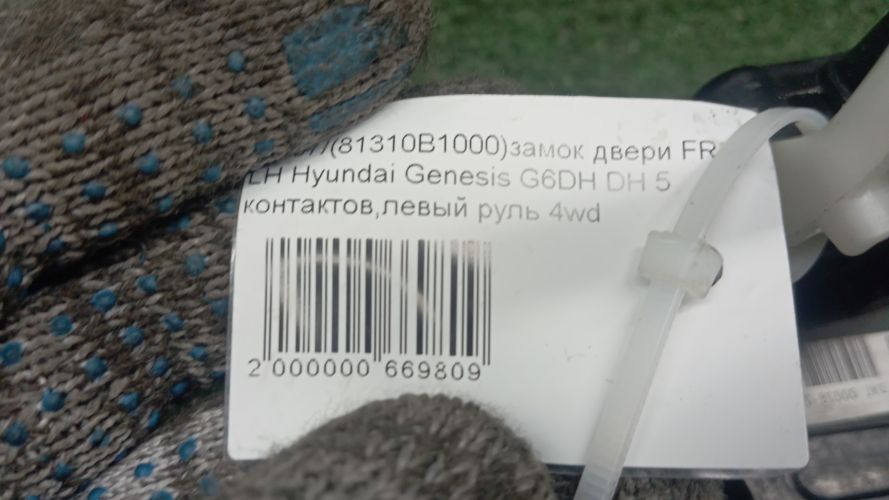 (81310B1000)замок двери FR
LH Hyundai Genesis G6DH DH 5
контактов,левый руль 4wd
2 000000 669809